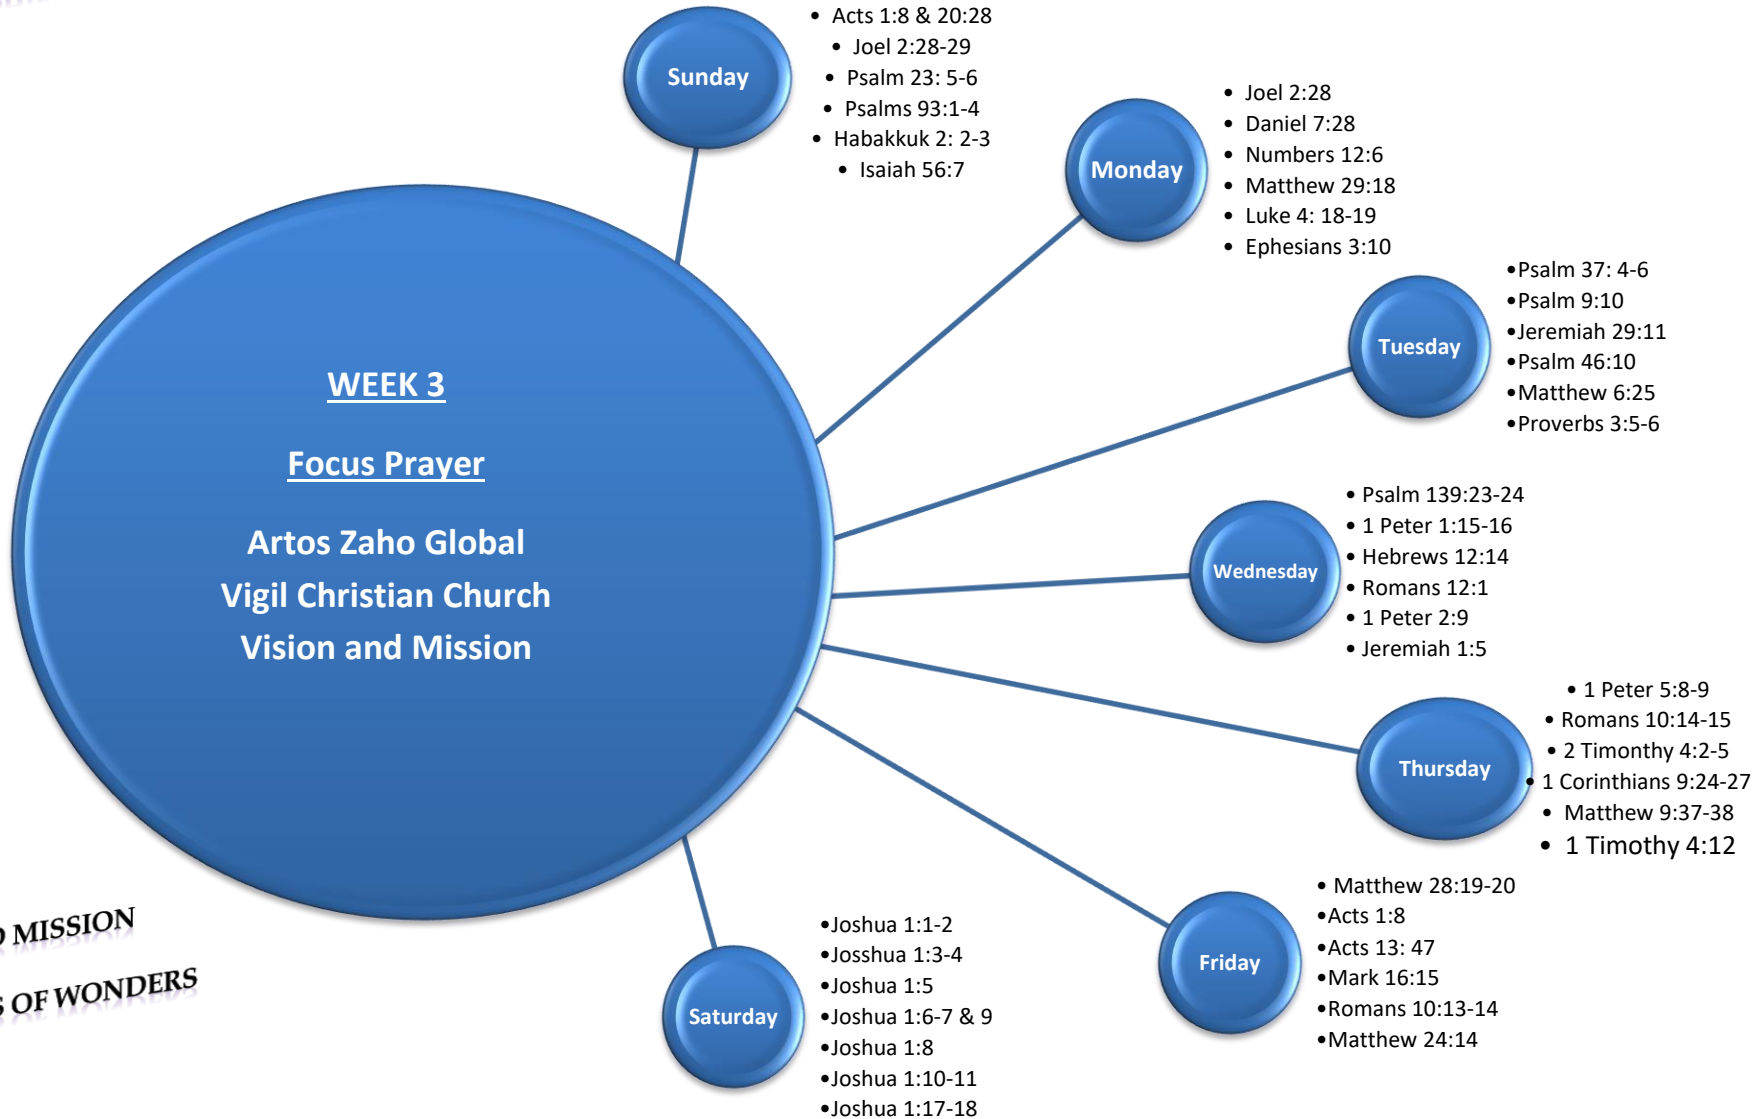 WEEK 3
Focus Prayer
Artos Zaho Global
Vigil Christian Church
Vision and Mission
Sunday
• Acts 1:8 & 20:28
• Joel 2:28-29
• Psalm 23: 5-6
• Psalms 93:1-4
• Habakkuk 2: 2-3
• Isaiah 56:7
Monday
• Joel 2:28
• Daniel 7:28
• Numbers 12:6
• Matthew 29:18
• Luke 4: 18-19
• Ephesians 3:10
Tuesday
•Psalm 37: 4-6
•Psalm 9:10
•Jeremiah 29:11
•Psalm 46:10
•Matthew 6:25
•Proverbs 3:5-6
Wednesday
• Psalm 139:23-24
• 1 Peter 1:15-16
• Hebrews 12:14
• Romans 12:1
• 1 Peter 2:9
• Jeremiah 1:5
Thursday
• 1 Peter 5:8-9
• Romans 10:14-15
• 2 Timonthy 4:2-5
• 1 Corinthians 9:24-27
• Matthew 9:37-38
• 1 Timothy 4:12
Friday
• Matthew 28:19-20
•Acts 1:8
•Acts 13: 47
•Mark 16:15
•Romans 10:13-14
•Matthew 24:14
Saturday
•Joshua 1:1-2
•Josshua 1:3-4
•Joshua 1:5
•Joshua 1:6-7 & 9
•Joshua 1:8
•Joshua 1:10-11
•Joshua 1:17-18
MISSION
OF WONDERS